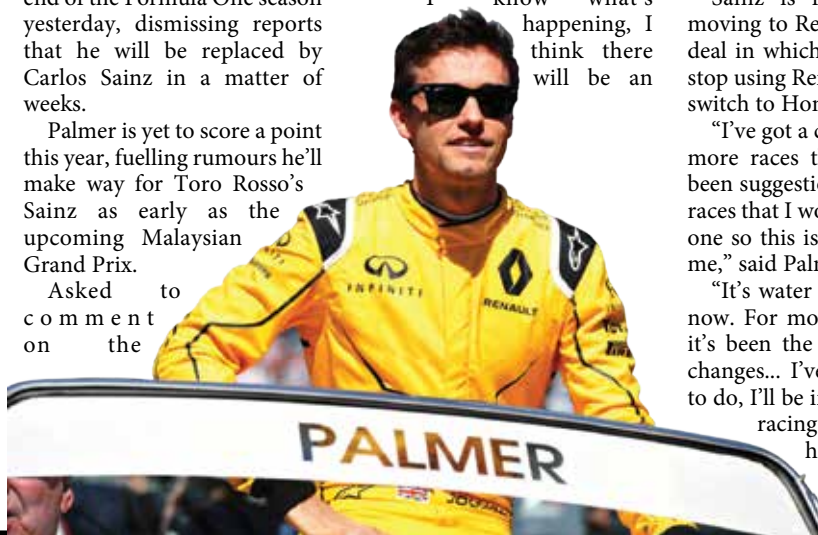 end of the Formula One season
yesterday, dismissing reports
that he will be replaced by
Carlos Sainz in a matter of
weeks.
Palmer is yet to score a point
this year, fuelling rumours he'll
make way for Toro Rosso's
Sainz as early as the
upcoming Malaysian
Grand Prix.
Asked to
comment
on the
know what's
happening, I
think there
will be an
Sainz is
moving to Re
deal in which
stop using Re
switch to Hon
"I've got a
more races t
been suggestio
races that I wo
one so this is
me," said Palm
"It's water
now. For mo
it's been the
changes... I've
to do, I'll be i
racing
h
INFINITI
RENAULT
PALMER